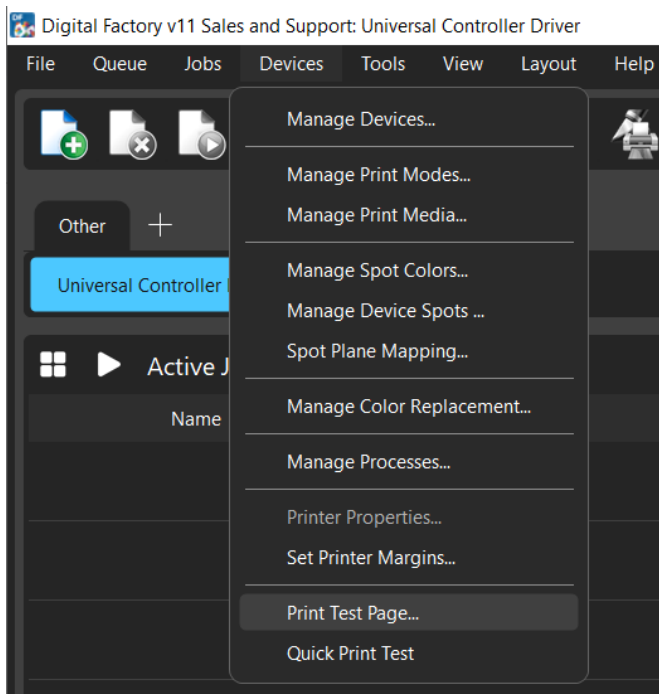 Digital Factory v11 Sales and Support: Universal Controller Driver
File Queue Jobs Devices Tools View Layout Help
Manage Devices...
Manage Print Modes...
Manage Print Media...
Other
Manage Spot Colors...
Universal Controller
Manage Device Spots ...
Spot Plane Mapping...
Active J
Manage Color Replacement...
Name
Manage Processes...
Printer Properties...
Set Printer Margins...
Print Test Page...
Quick Print Test